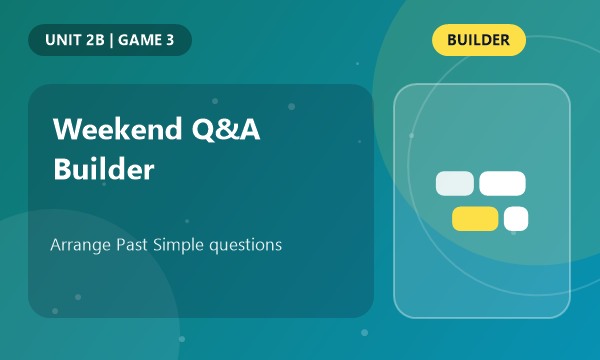 UNIT 2B | GAME 3
BUILDER
Weekend Q&A
Builder
Arrange Past Simple questions